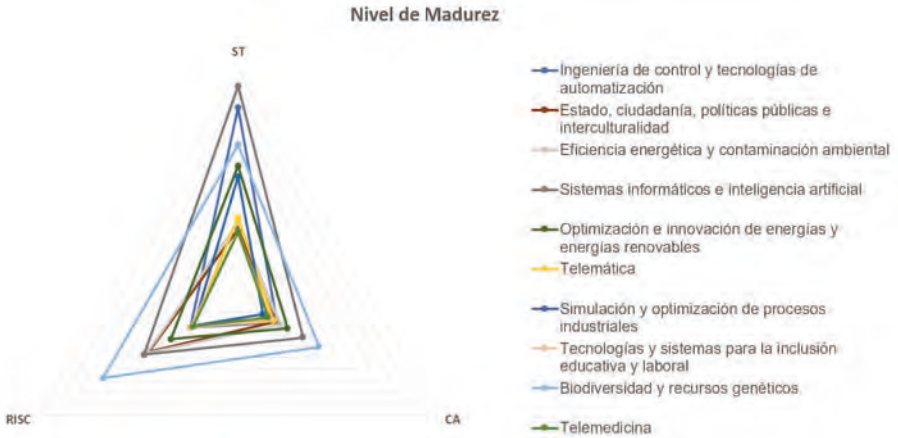 Nivel de Madurez
ST
Ingeniería de control y tecnologías de
automatización
Estado, ciudadanía, políticas públicas e
interculturalidad
Eficiencia energética y contaminación ambiental
Sistemas informáticos e inteligencia artificial
Optimización e innovación de energías y
energías renovables
Telemática
Simulación y optimización de procesos
industriales
Tecnologías y sistemas para la inclusión
educativa y laboral
Biodiversidad y recursos genéticos
Telemedicina
RISC
CA